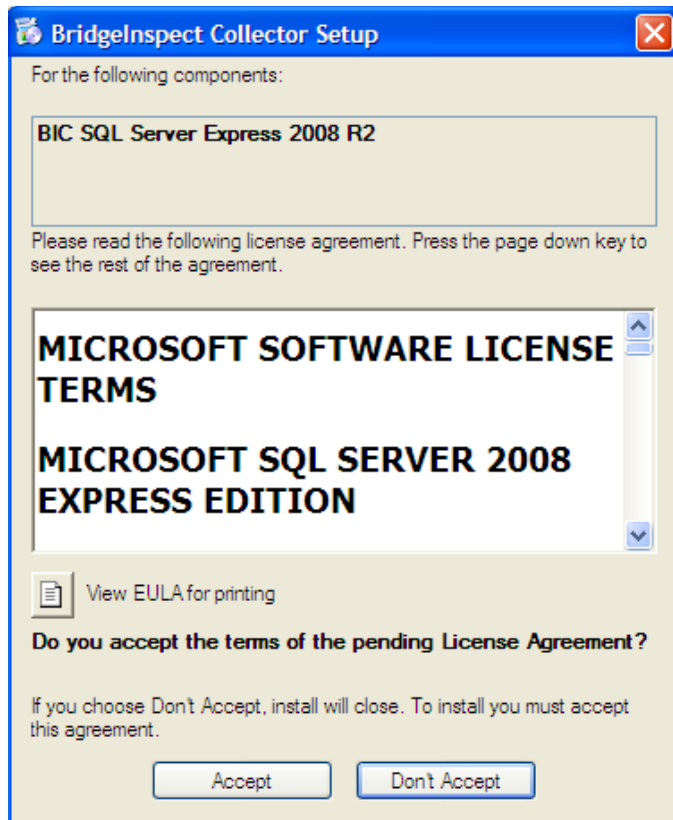 BridgeInspect Collector Setup
For the following components:
BIC SQL Server Express 2008 R2
Please read the following license agreement. Press the page down key to
see the rest of the agreement.
MICROSOFT SOFTWARE LICENSE
TERMS
MICROSOFT SQL SERVER 2008
EXPRESS EDITION
View EULA for printing
Do you accept the terms of the pending License Agreement?
If you choose Don't Accept, install will close. To install you must accept
this agreement.
Accept
Don't Accept